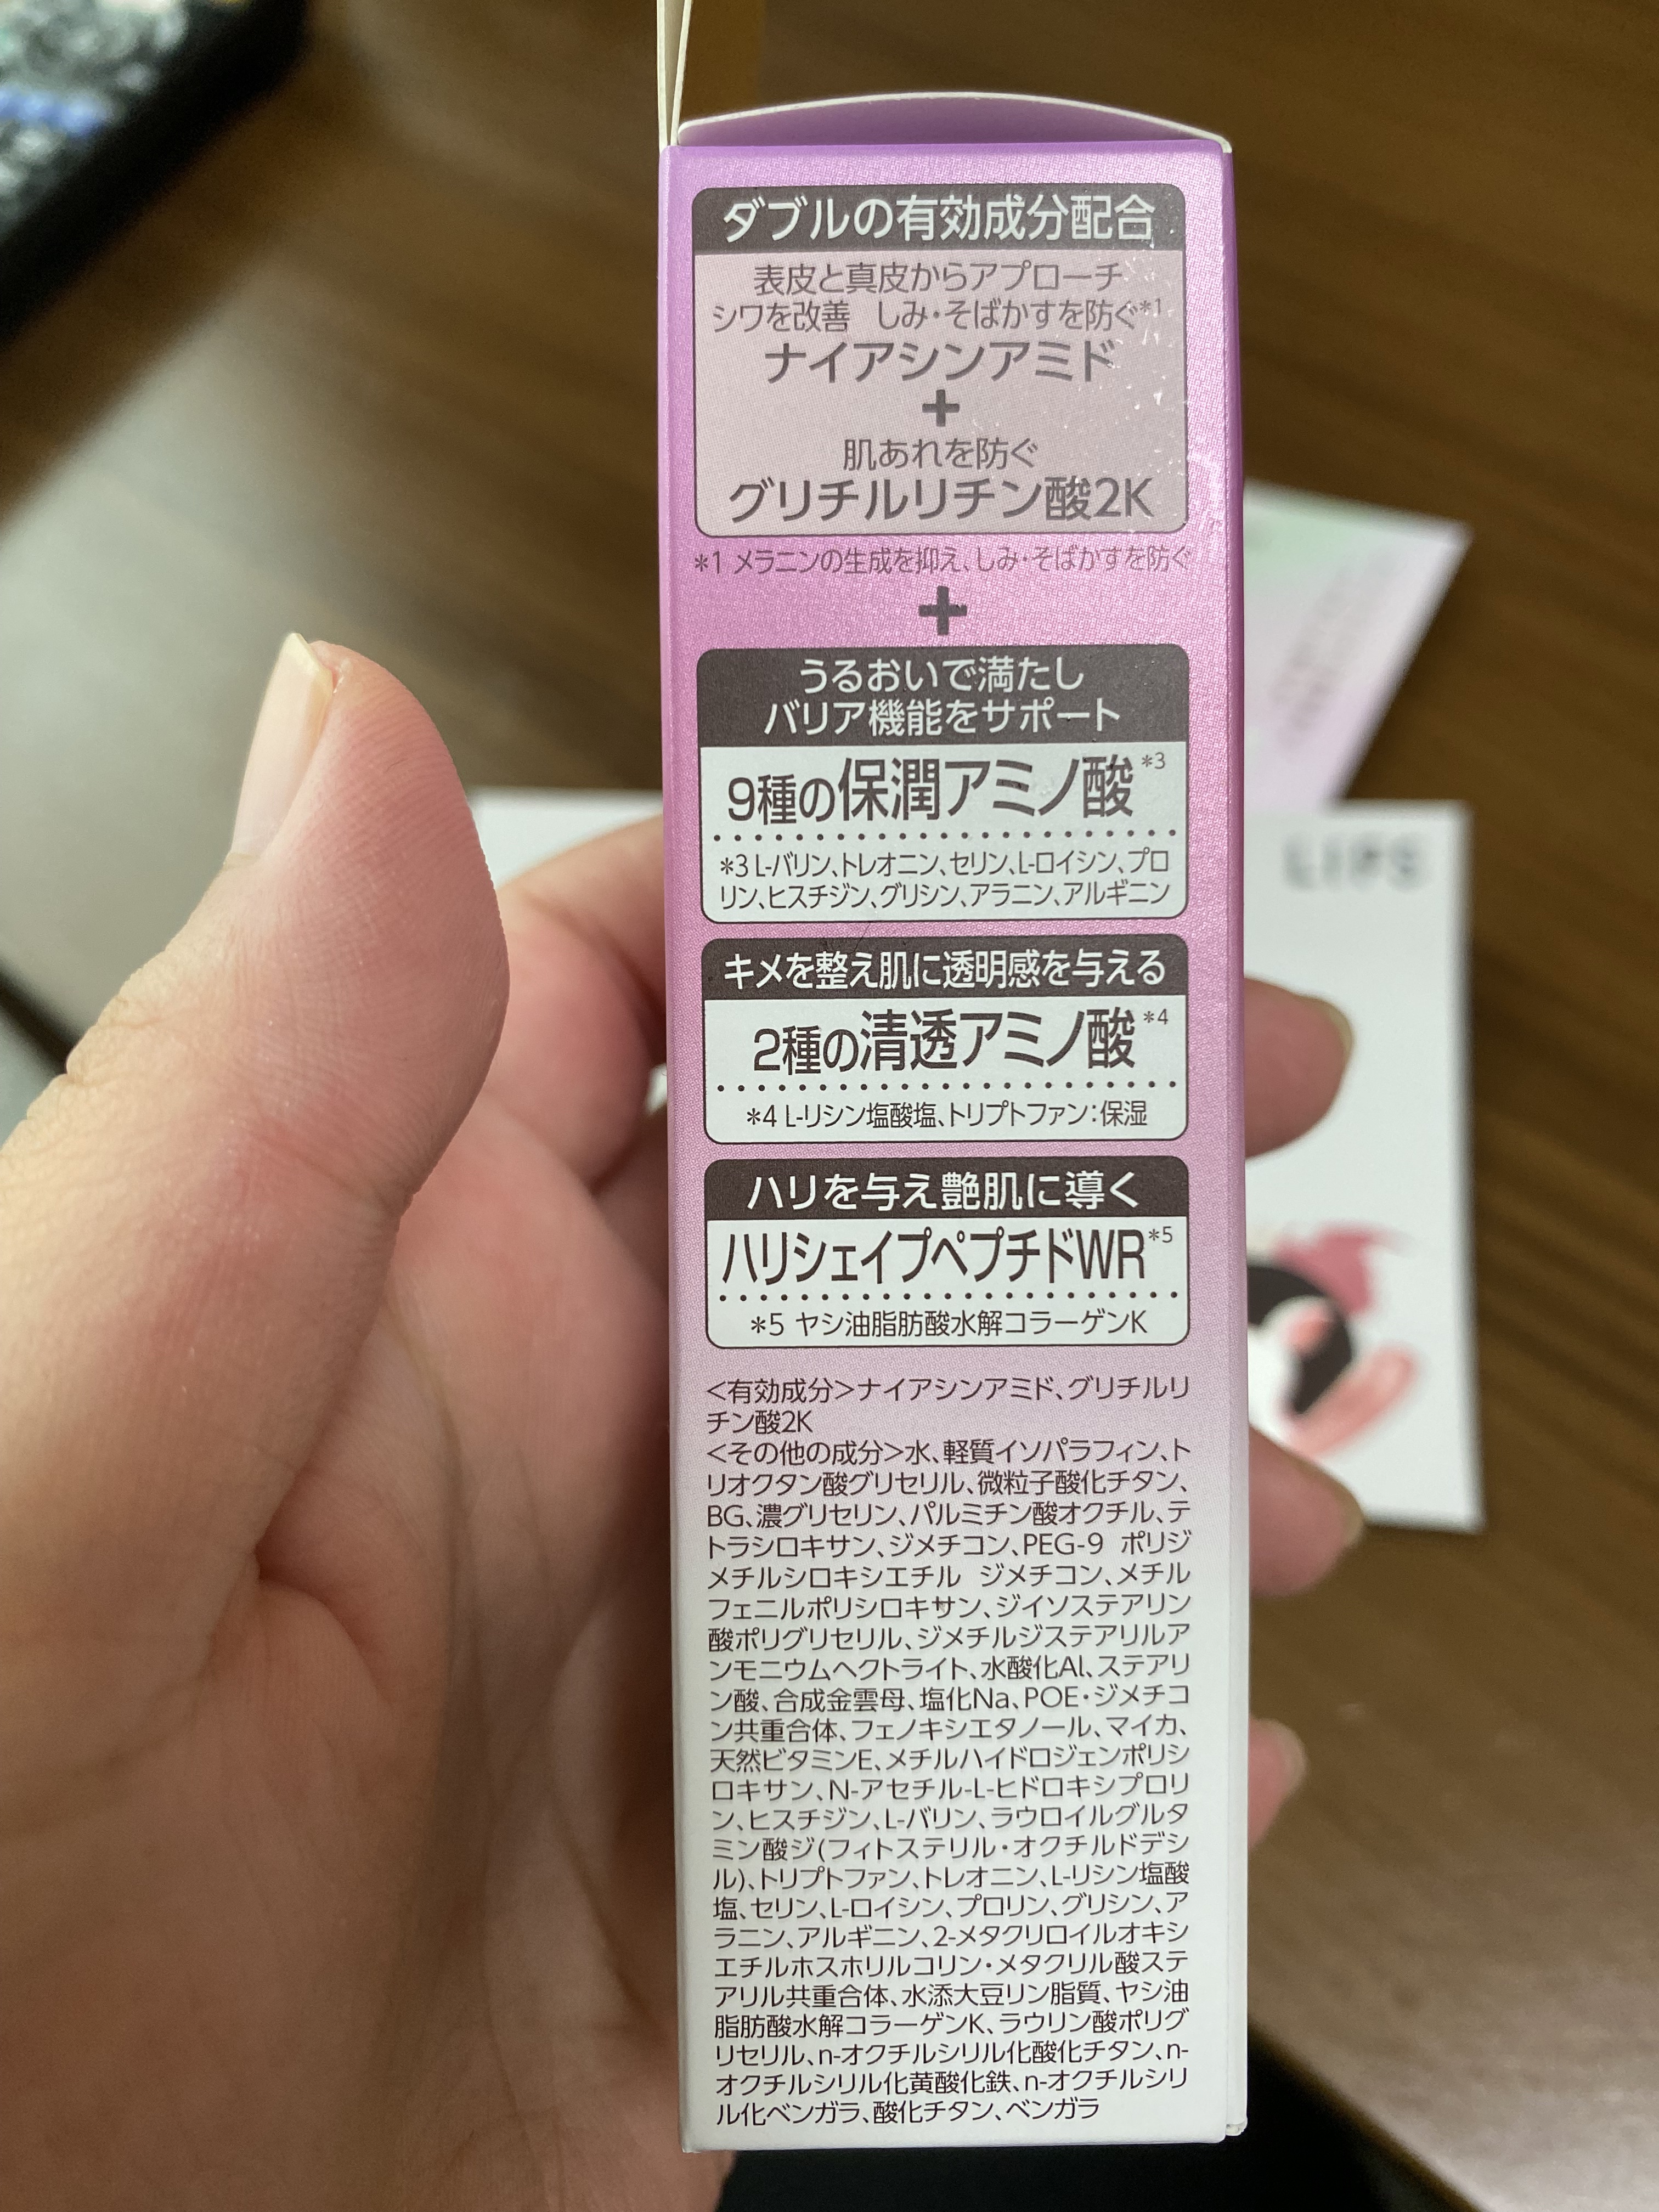 ダブルの有効成分配合
表皮と真皮からアプローチ
シワを改善 しみ・そばかすを防ぐ*1
ナイアシンアミド
+
肌あれを防ぐ
グリチルリチン酸2K
*1 メラニンの生成を抑え、しみ・そばかすを防ぐ
+
うるおいで満たし
バリア機能をサポート
9種の保潤アミノ酸*3
*3 L-バリン、トレオニン、セリン、L-ロイシン、プロ
リン、ヒスチジン、グリシン、アラニン、アルギニン
キメを整え肌に透明感を与える
2種の清透アミノ酸*4
*4 L-リシン塩酸塩、トリプトファン:保湿
ハリを与え艶肌に導く
ハリシェイプペプチドWR*5
*5 ヤシ油脂肪酸水解コラーゲンK
<有効成分>ナイアシンアミド、グリチルリ
チン酸2K
<その他の成分>水、軽質イソパラフィン、ト
リオクタン酸グリセリル、微粒子酸化チタン、
BG、濃グリセリン、パルミチン酸オクチル、テ
トラシロキサン、ジメチコン、PEG-9 ポリジ
メチルシロキシエチル ジメチコン、メチル
フェニルポリシロキサン、ジイソステアリン
酸ポリグリセリル、ジメチルジステアリルア
ンモニウムヘクトライト、水酸化Al、ステアリ
ン酸、合成金雲母、塩化Na、POE・ジメチコ
ン共重合体、フェノキシエタノール、マイカ、
天然ビタミンE、メチルハイドロジェンポリシ
ロキサン、N-アセチル-L-ヒドロキシプロリ
ン、ヒスチジン、L-バリン、ラウロイルグルタ
ミン酸ジ(フィトステリル・オクチルドデシ
ル)、トリプトファン、トレオニン、L-リシン塩酸
塩、セリン、L-ロイシン、プロリン、グリシン、ア
ラニン、アルギニン、2-メタクリロイルオキシ
エチルホスホリルコリン・メタクリル酸ステ
アリル共重合体、水添大豆リン脂質、ヤシ油
脂肪酸水解コラーゲンK、ラウリン酸ポリグ
リセリル、n-オクチルシリル化酸化チタン、n-
オクチルシリル化黄酸化鉄、n-オクチルシリ
ル化ベンガラ、酸化チタン、ベンガラ
LIPS